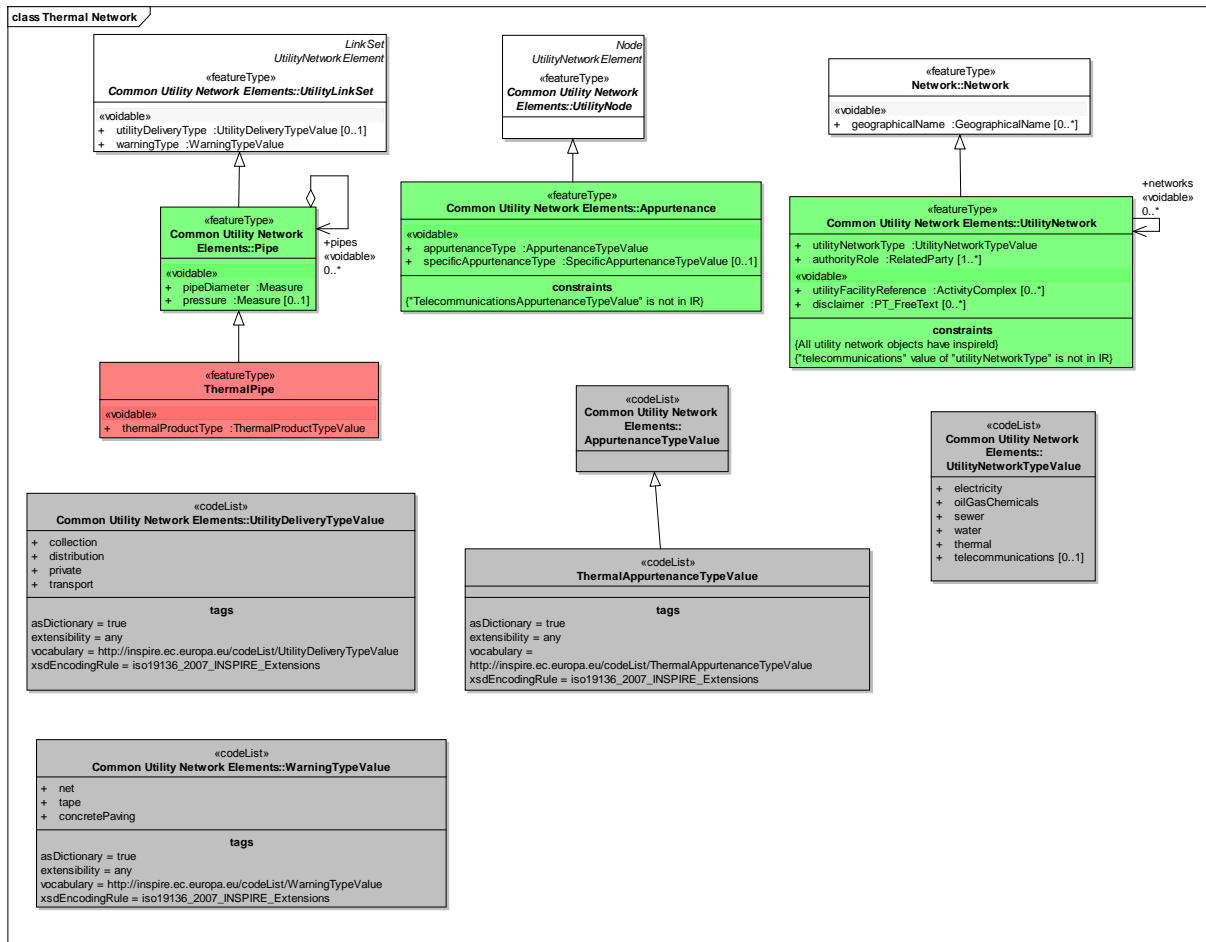 class Thermal Network
LinkSet
UtilityNetworkElement
«featureType»
Common Utility Network Elements::UtilityLinkSet
«voidable»
+ utilityDeliveryType :UtilityDeliveryTypeValue [0..1]
+ warningType :WarningTypeValue
Node
UtilityNetworkElement
«featureType»
Common Utility Network
Elements::UtilityNode
«featureType»
Network::Network
«voidable»
+ geographicalName :GeographicalName [0..*]
«featureType»
Common Utility Network
Elements::Pipe
«voidable»
+ pipeDiameter :Measure
+ pressure :Measure [0..1]
+pipes
«voidable»
0..*
«featureType»
Common Utility Network Elements::Appurtenance
«voidable»
+ appurtenanceType :AppurtenanceTypeValue
+ specificAppurtenanceType :SpecificAppurtenanceTypeValue [0..1]
constraints
{"TelecommunicationsAppurtenanceTypeValue" is not in IR}
+networks
«voidable»
0..*
«featureType»
Common Utility Network Elements::UtilityNetwork
+ utilityNetworkType :UtilityNetworkTypeValue
+ authorityRole :RelatedParty [1..*]
«voidable»
+ utilityFacilityReference :ActivityComplex [0..*]
+ disclaimer :PT_FreeText [0..*]
constraints
{All utility network objects have inspireId}
{"telecommunications" value of "utilityNetworkType" is not in IR}
«featureType»
ThermalPipe
«voidable»
+ thermalProductType :ThermalProductTypeValue
«codeList»
Common Utility Network
Elements::
AppurtenanceTypeValue
«codeList»
Common Utility Network
Elements::
UtilityNetworkTypeValue
+ electricity
+ oilGasChemicals
+ sewer
+ water
+ thermal
+ telecommunications [0..1]
«codeList»
Common Utility Network Elements::UtilityDeliveryTypeValue
+ collection
+ distribution
+ private
+ transport
tags
asDictionary = true
extensibility = any
vocabulary = http://inspire.ec.europa.eu/codeList/UtilityDeliveryTypeValue
xsdEncodingRule = iso19136_2007_INSPIRE_Extensions
«codeList»
ThermalAppurtenanceTypeValue
tags
asDictionary = true
extensibility = any
vocabulary =
http://inspire.ec.europa.eu/codeList/ThermalAppurtenanceTypeValue
xsdEncodingRule = iso19136_2007_INSPIRE_Extensions
«codeList»
Common Utility Network Elements::WarningTypeValue
+ net
+ tape
+ concretePaving
tags
asDictionary = true
extensibility = any
vocabulary = http://inspire.ec.europa.eu/codeList/WarningTypeValue
xsdEncodingRule = iso19136_2007_INSPIRE_Extensions